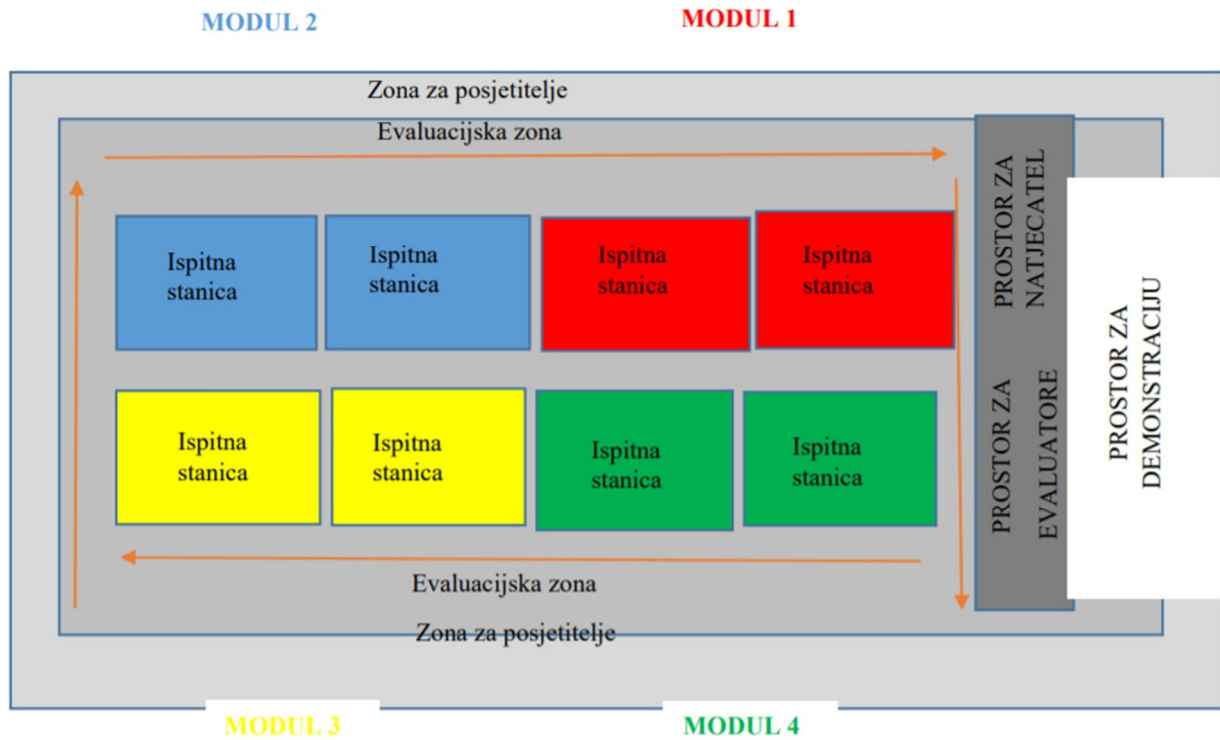 MODUL 2
MODUL 1
Zona za posjetitelje
Evaluacijska zona
Ispitna
stanica
Ispitna
stanica
Ispitna
stanica
Ispitna
stanica
PROSTOR ZA
NATJECATEL
Ispitna
stanica
Ispitna
stanica
Ispitna
stanica
Ispitna
stanica
PROSTOR ZA
EVALUATORE
PROSTOR ZA
DEMONSTRACIJU
Evaluacijska zona
Zona za posjetitelje
MODUL 3
MODUL 4